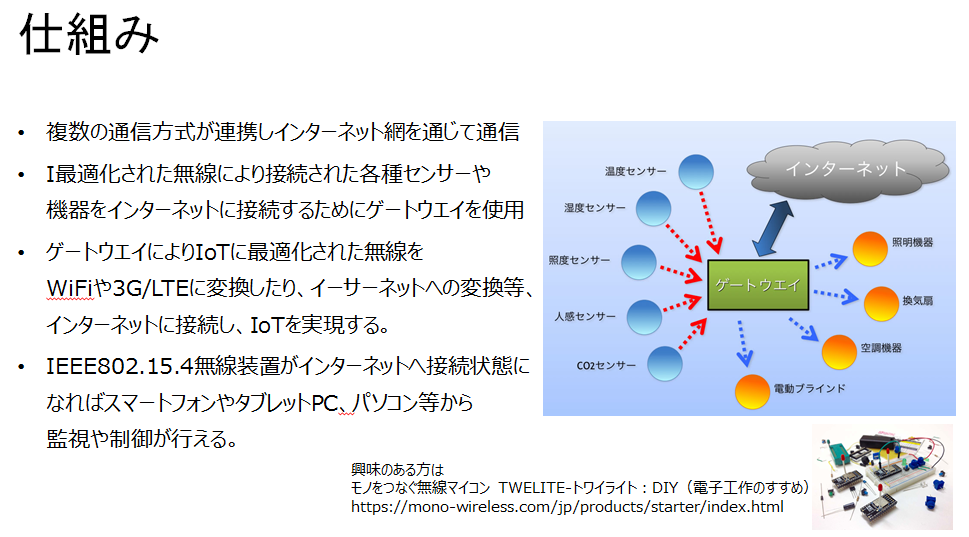 仕組み
• 複数の通信方式が連携しインターネット網を通じて通信
• I最適化された無線により接続された各種センサーや
機器をインターネットに接続するためにゲートウエイを使用
• ゲートウエイによりIoTに最適化された無線を
WiFiや3G/LTEに変換したり、イーサーネットへの変換等、
インターネットに接続し、IoTを実現する。
• IEEE802.15.4無線装置がインターネットへ接続状態に
なればスマートフォンやタブレットPC、パソコン等から
監視や制御が行える。
インターネット
温度センサー
湿度センサー
照度センサー
人感センサー
CO2センサー
ゲートウエイ
照明機器
換気扇
空調機器
電動ブラインド
興味のある方は
モノをつなぐ無線マイコン TWELITE-トワイライト：DIY（電子工作のすすめ）
https://mono-wireless.com/jp/products/starter/index.html